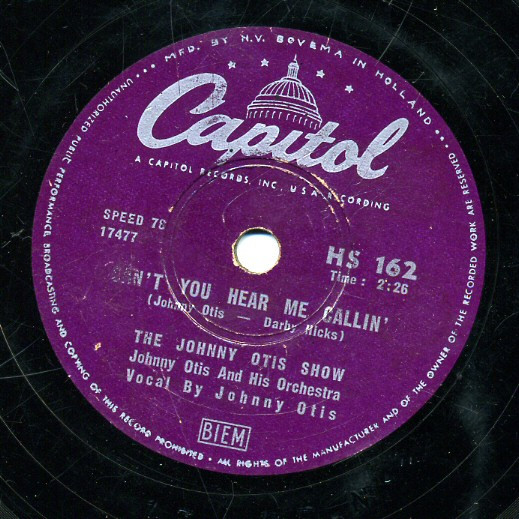 MFD. BY N.V. BOVEMA IN HOLLAND
Capitol
A CAPITOL RECORDS, INC., U.S.A. RECORDING
SPEED 78
17477
HS 162
Time: 2:26
YOU HEAR ME CALLIN'
(Johnny Otis — Darby Hicks)
THE JOHNNY OTIS SHOW
Johnny Otis And His Orchestra
Vocal By Johnny Otis
BIEM
UNAUTHORIZED PUBLIC PERFORMANCE, BROADCASTING AND COPYING OF THIS RECORD PROHIBITED • ALL RIGHTS OF THE MANUFACTURER AND OF THE OWNER OF THE RECORDED WORK ARE RESERVED